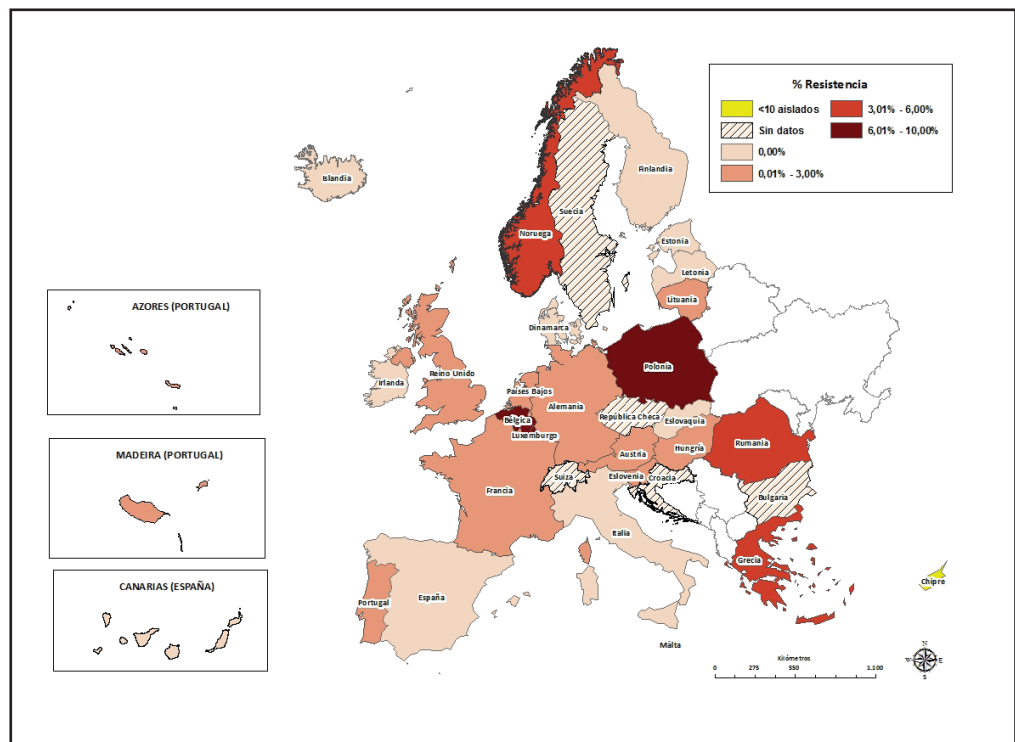 % Resistencia
<10 aislados
Sin datos
0,00%
0,01% - 3,00%
3,01% - 6,00%
6,01% - 10,00%
Islandia
Finlandia
Suecia
Noruega
Estonia
Letonia
Lituania
Dinamarca
Irlanda
Reino Unido
Países Bajos
Polonia
Alemania
Bélgica
Luxemburgo
República Checa
Eslovaquia
Austria
Hungría
Rumanía
Francia
Suiza
Eslovenia
Croacia
Bulgaria
Italia
Grecia
Chipre
Portugal
España
Malta
AZORES (PORTUGAL)
MADEIRA (PORTUGAL)
CANARIAS (ESPAÑA)
Kilómetros
0 275 550 1.100
N
W E
S